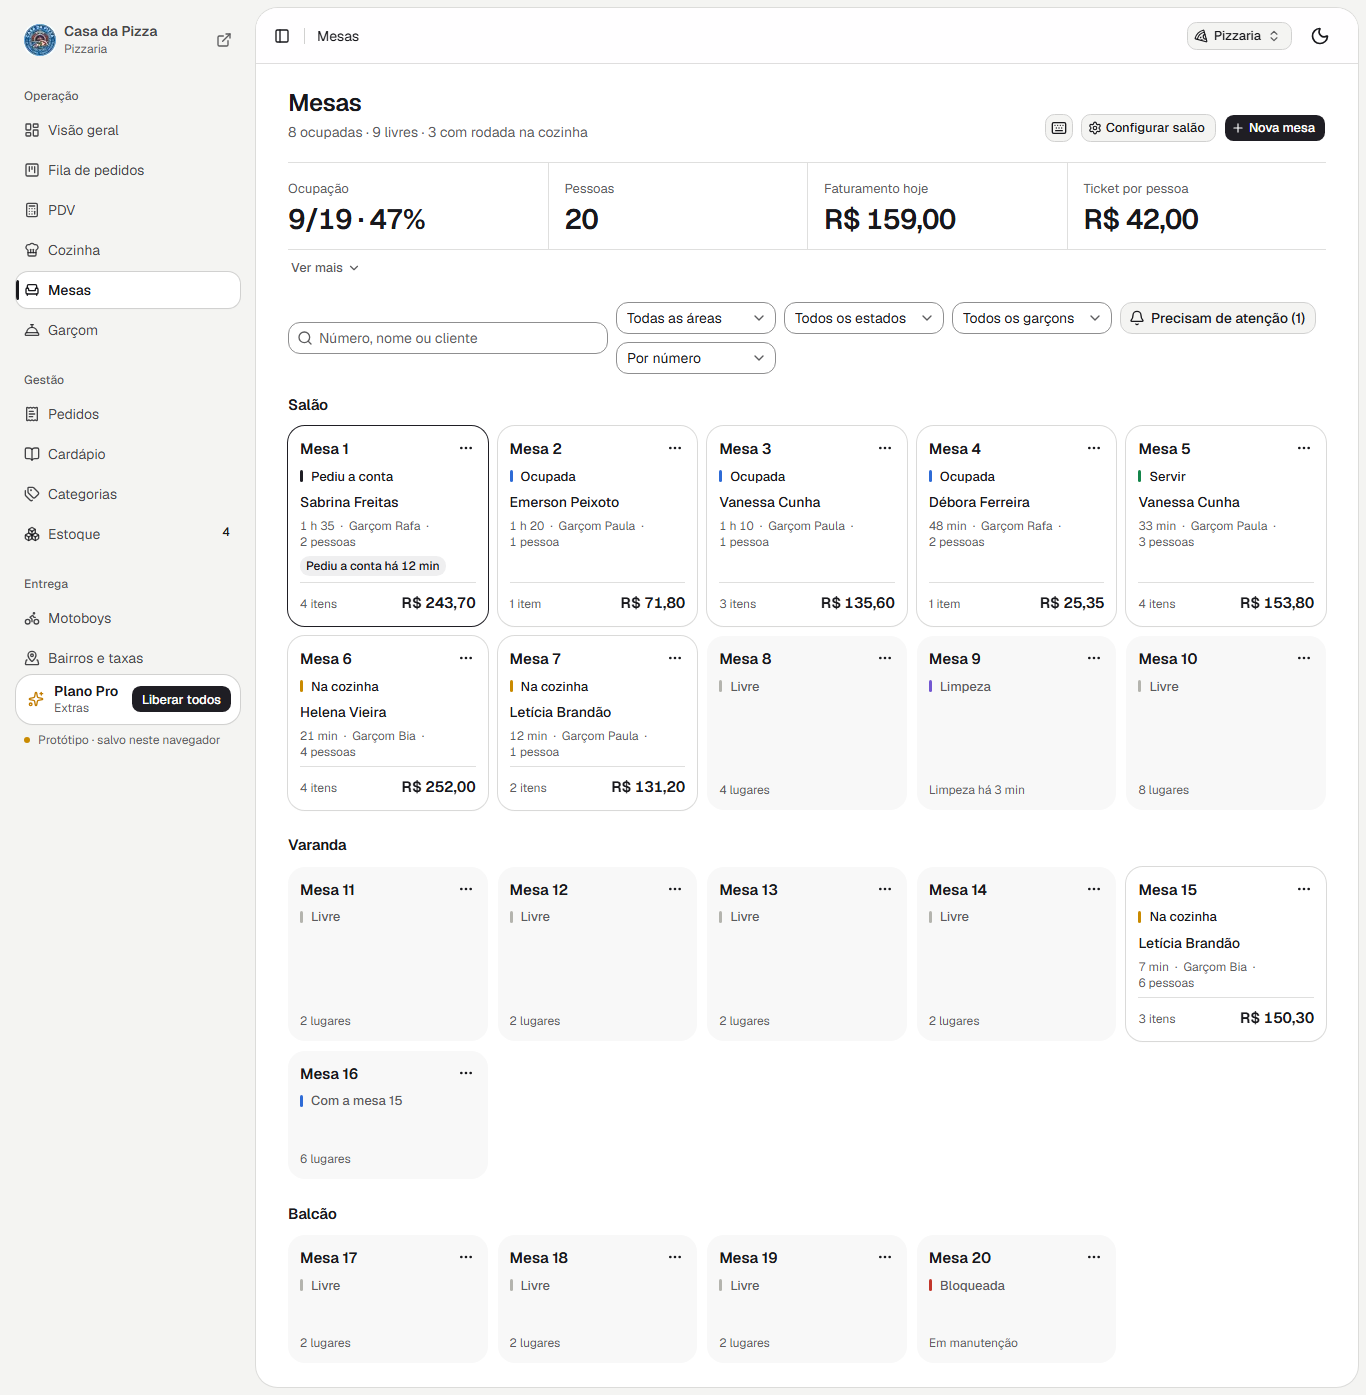 Casa da Pizza
Pizzaria
Operação
Visão geral
Fila de pedidos
PDV
Cozinha
Mesas
Garçom
Gestão
Pedidos
Cardápio
Categorias
Estoque
4
Entrega
Motoboys
Bairros e taxas
Plano Pro
Extras
Liberar todos
Protótipo · salvo neste navegador
Mesas
Pizzaria
Mesas
8 ocupadas · 9 livres · 3 com rodada na cozinha
Configurar salão
Nova mesa
Ocupação
9/19 · 47%
Pessoas
20
Faturamento hoje
R$ 159,00
Ticket por pessoa
R$ 42,00
Ver mais
Número, nome ou cliente
Todas as áreas
Todos os estados
Todos os garçons
Precisam de atenção (1)
Por número
Salão
Mesa 1
Pediu a conta
Sabrina Freitas
1 h 35 · Garçom Rafa ·
2 pessoas
Pediu a conta há 12 min
4 itens
R$ 243,70
Mesa 2
Ocupada
Emerson Peixoto
1 h 20 · Garçom Paula ·
1 pessoa
1 item
R$ 71,80
Mesa 3
Ocupada
Vanessa Cunha
1 h 10 · Garçom Paula ·
1 pessoa
3 itens
R$ 135,60
Mesa 4
Ocupada
Débora Ferreira
48 min · Garçom Rafa ·
2 pessoas
1 item
R$ 25,35
Mesa 5
Servir
Vanessa Cunha
33 min · Garçom Paula ·
3 pessoas
4 itens
R$ 153,80
Mesa 6
Na cozinha
Helena Vieira
21 min · Garçom Bia ·
4 pessoas
4 itens
R$ 252,00
Mesa 7
Na cozinha
Letícia Brandão
12 min · Garçom Paula ·
1 pessoa
2 itens
R$ 131,20
Mesa 8
Livre
4 lugares
Mesa 9
Limpeza
Limpeza há 3 min
Mesa 10
Livre
8 lugares
Varanda
Mesa 11
Livre
2 lugares
Mesa 12
Livre
2 lugares
Mesa 13
Livre
2 lugares
Mesa 14
Livre
2 lugares
Mesa 15
Na cozinha
Letícia Brandão
7 min · Garçom Bia ·
6 pessoas
3 itens
R$ 150,30
Mesa 16
Com a mesa 15
6 lugares
Balcão
Mesa 17
Livre
2 lugares
Mesa 18
Livre
2 lugares
Mesa 19
Livre
2 lugares
Mesa 20
Bloqueada
Em manutenção